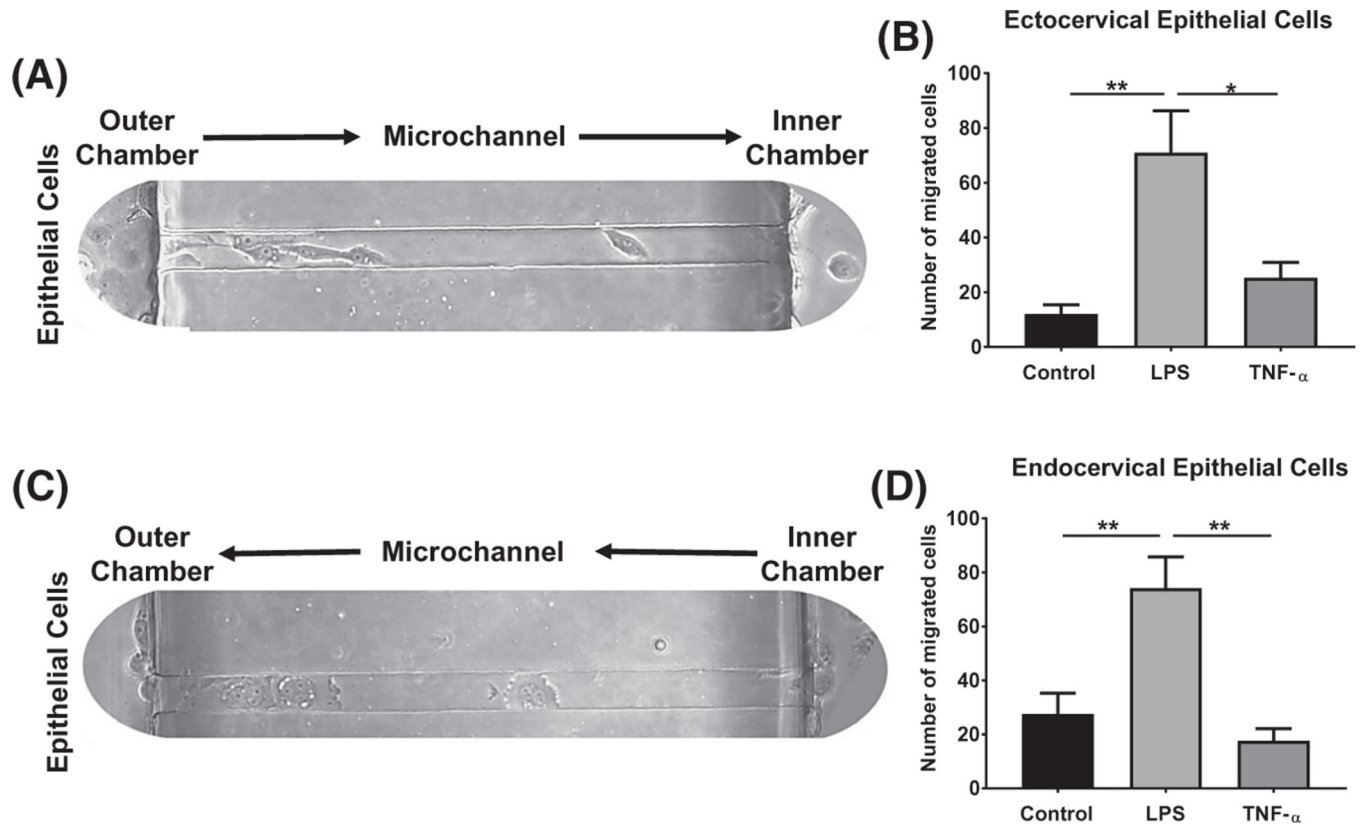 (A)
Outer
Chamber
Microchannel
Inner
Chamber
Epithelial Cells
(B)
Ectocervical Epithelial Cells
Number of migrated cells
100
80
60
40
20
0
**
*
Control
LPS
TNF-α
(C)
Outer
Chamber
Microchannel
Inner
Chamber
Epithelial Cells
(D)
Endocervical Epithelial Cells
Number of migrated cells
100
80
60
40
20
0
**
**
Control
LPS
TNF-α